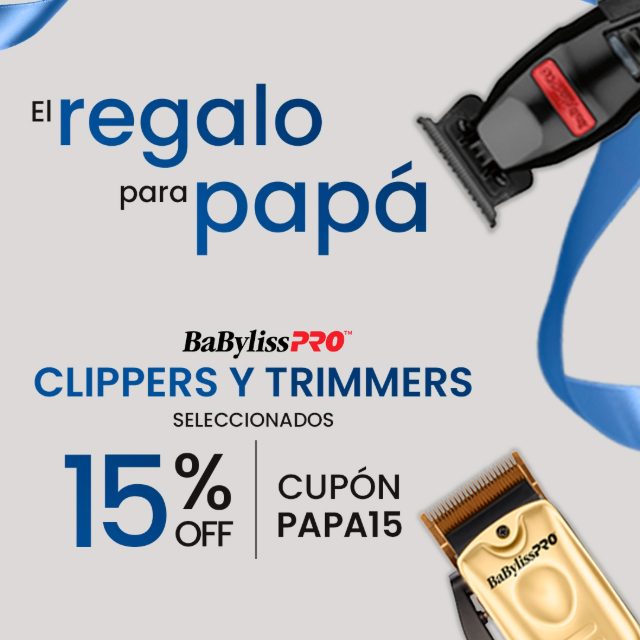 El regalo
para papá
BaBylissPRO™
CLIPPERS Y TRIMMERS
SELECCIONADOS
15% OFF
CUPÓN
PAPA15
BaBylissPRO